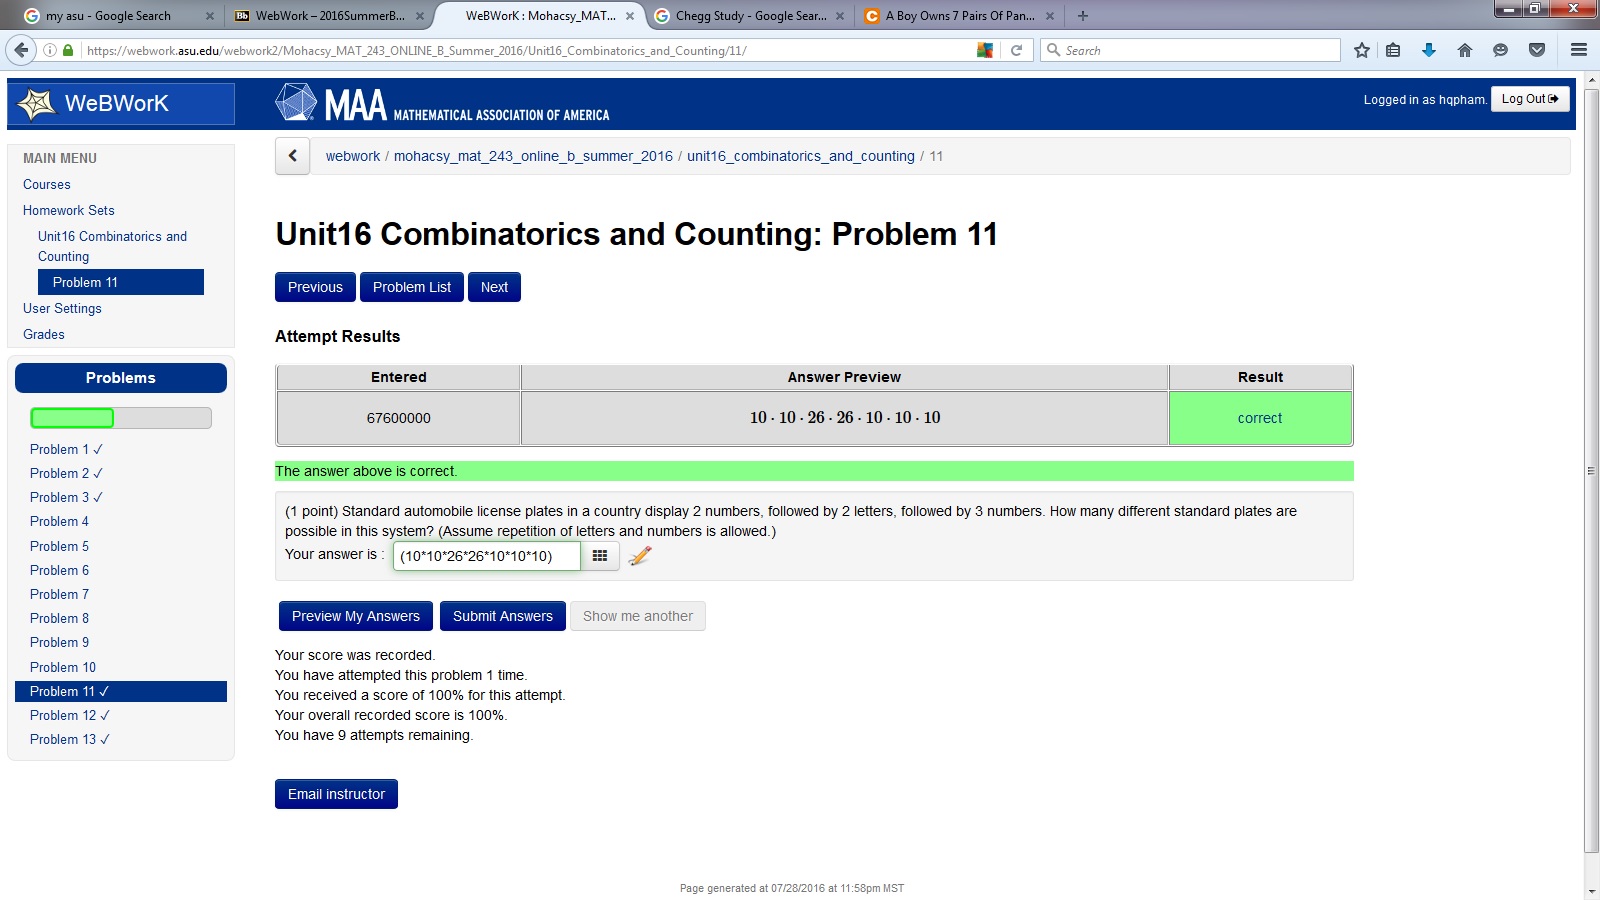 my asu - Google Search
WebWork – 2016SummerB...
WeBWorK : Mohacsy_MAT...
Chegg Study - Google Sear...
A Boy Owns 7 Pairs Of Pan...
https://webwork.asu.edu/webwork2/Mohacsy_MAT_243_ONLINE_B_Summer_2016/Unit16_Combinatorics_and_Counting/11/
Search
WeBWorK
MAA MATHEMATICAL ASSOCIATION OF AMERICA
Logged in as hqpham.
Log Out
MAIN MENU
Courses
Homework Sets
Unit16 Combinatorics and
Counting
Problem 11
User Settings
Grades
Problems
Problem 1 ✓
Problem 2 ✓
Problem 3 ✓
Problem 4
Problem 5
Problem 6
Problem 7
Problem 8
Problem 9
Problem 10
Problem 11 ✓
Problem 12 ✓
Problem 13 ✓
webwork / mohacsy_mat_243_online_b_summer_2016 / unit16_combinatorics_and_counting / 11
Unit16 Combinatorics and Counting: Problem 11
Previous
Problem List
Next
Attempt Results
Entered
Answer Preview
Result
67600000
10 · 10 · 26 · 26 · 10 · 10 · 10
correct
The answer above is correct.
(1 point) Standard automobile license plates in a country display 2 numbers, followed by 2 letters, followed by 3 numbers. How many different standard plates are
possible in this system? (Assume repetition of letters and numbers is allowed.)
Your answer is : (10*10*26*26*10*10*10)
Preview My Answers
Submit Answers
Show me another
Your score was recorded.
You have attempted this problem 1 time.
You received a score of 100% for this attempt.
Your overall recorded score is 100%.
You have 9 attempts remaining.
Email instructor
Page generated at 07/28/2016 at 11:58pm MST